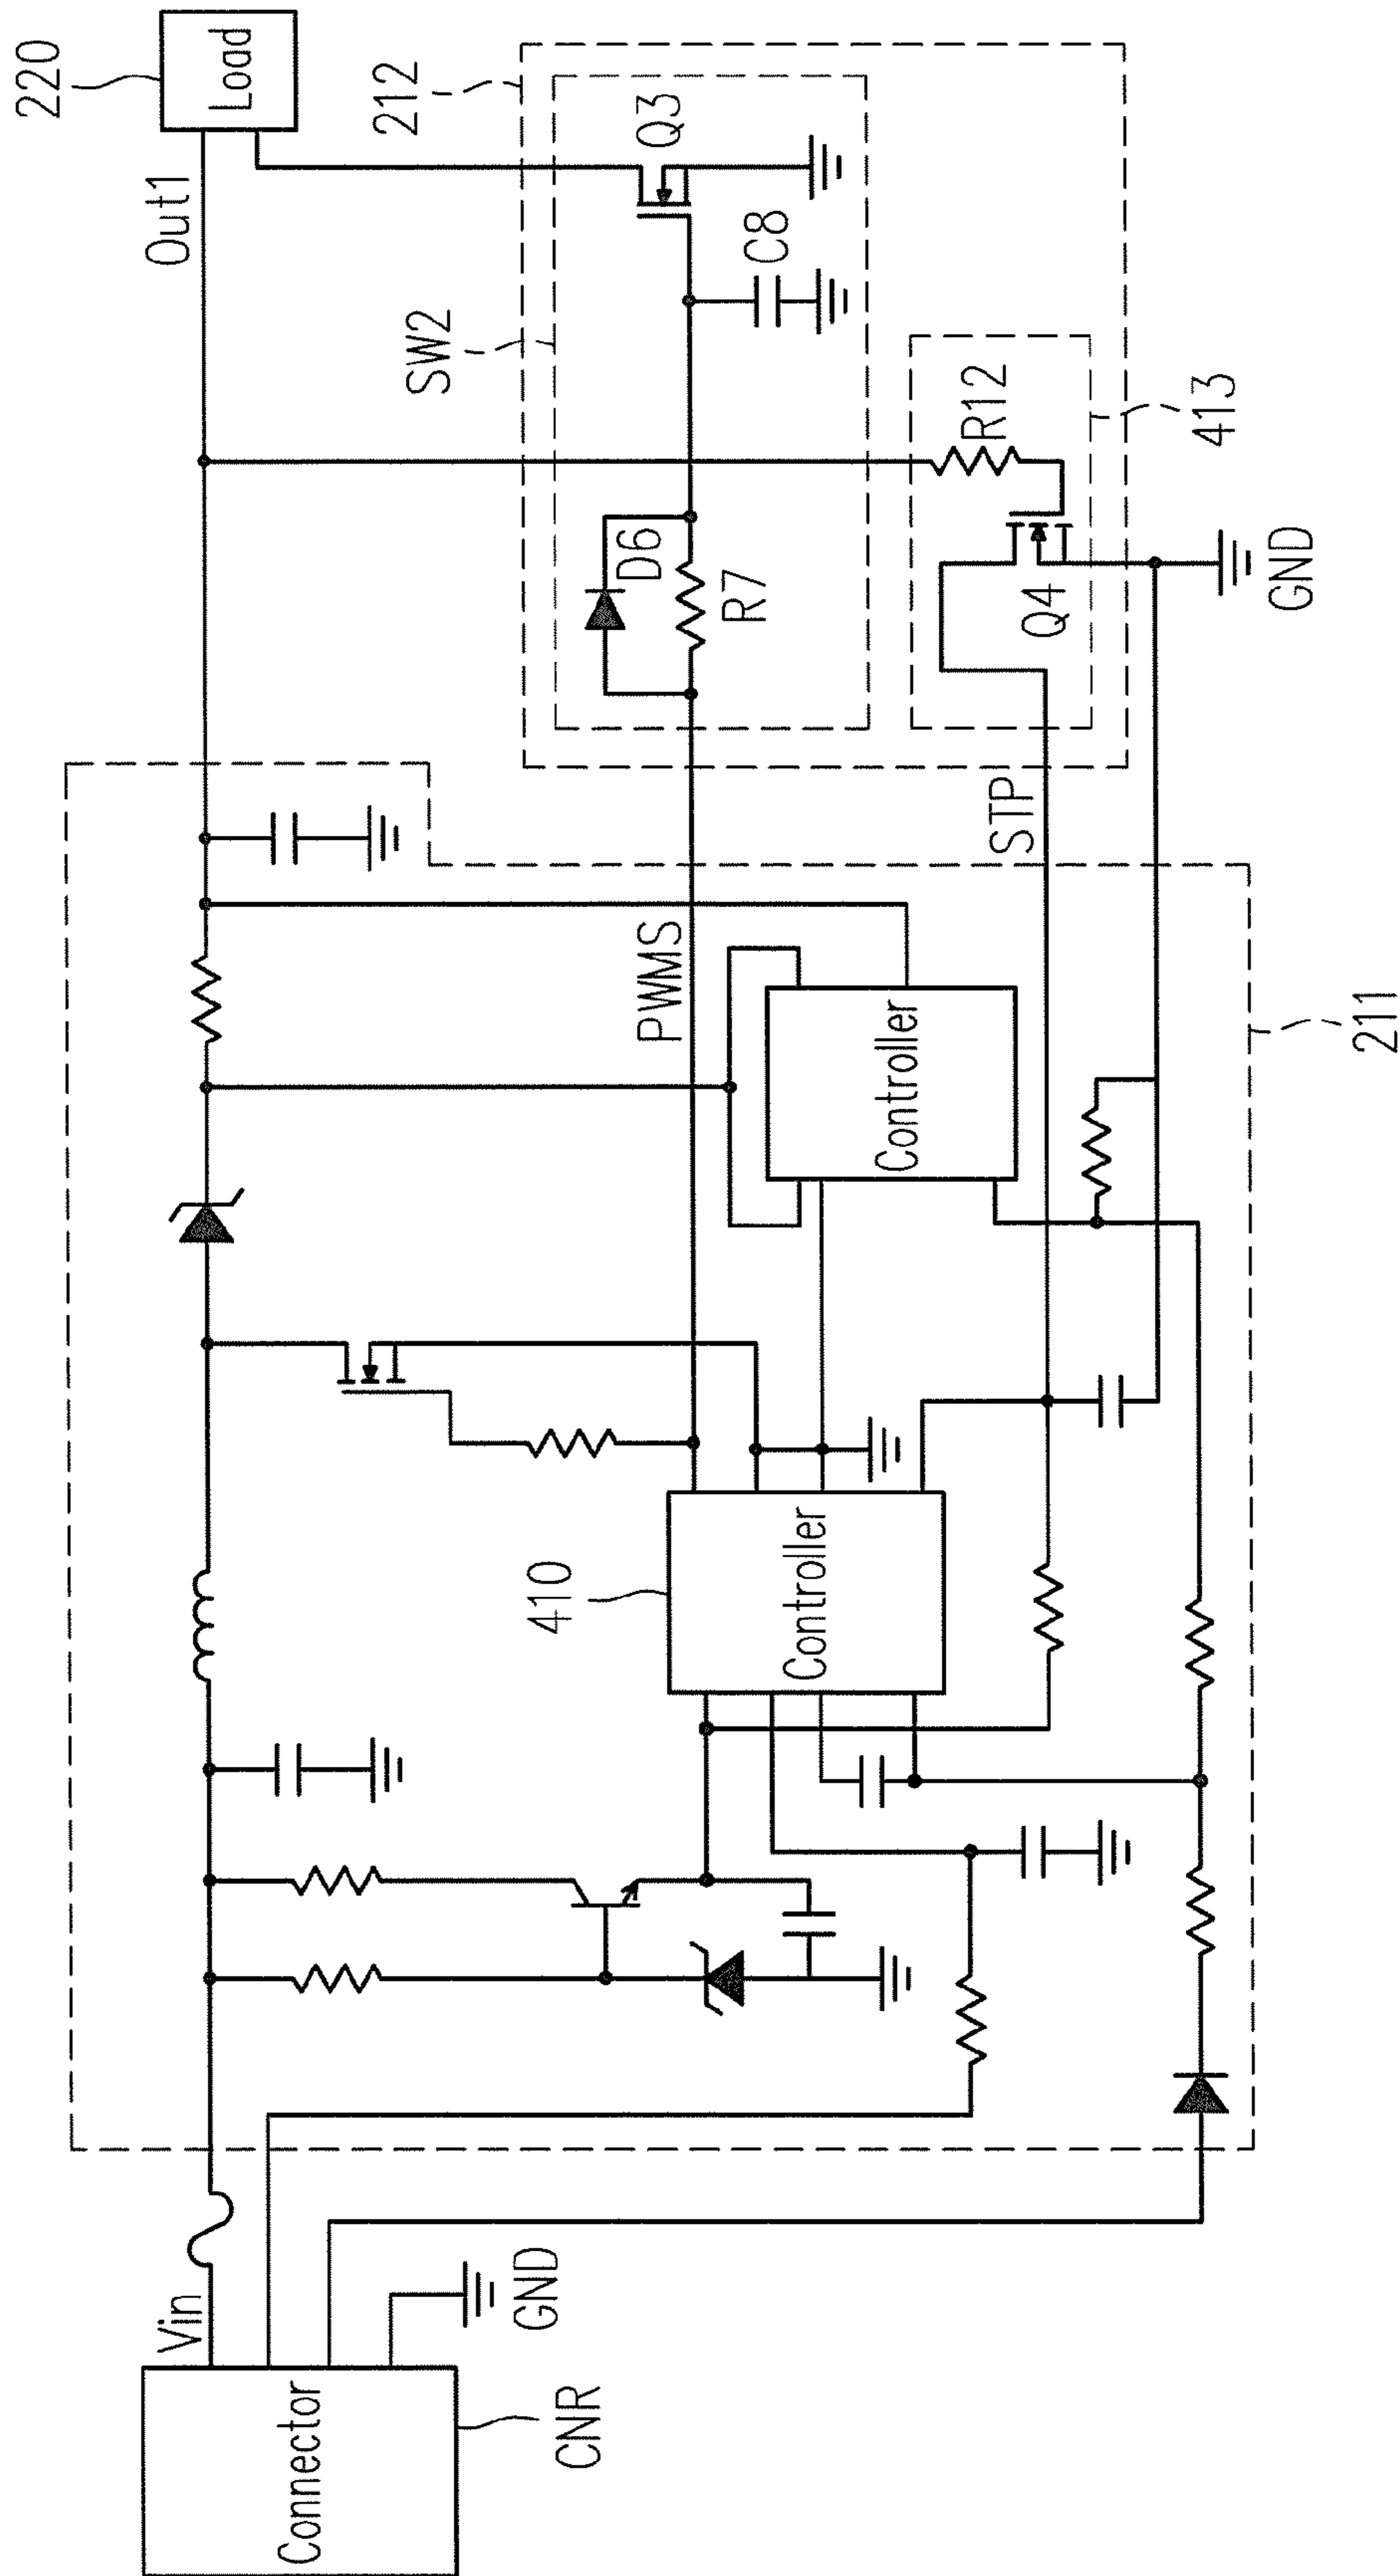 220
Load
Out1
212
SW2
Q3
C8
D6
R7
R12
413
Q4
GND
STP
PWMS
Controller
211
410
Controller
Vin
GND
Connector
CNR